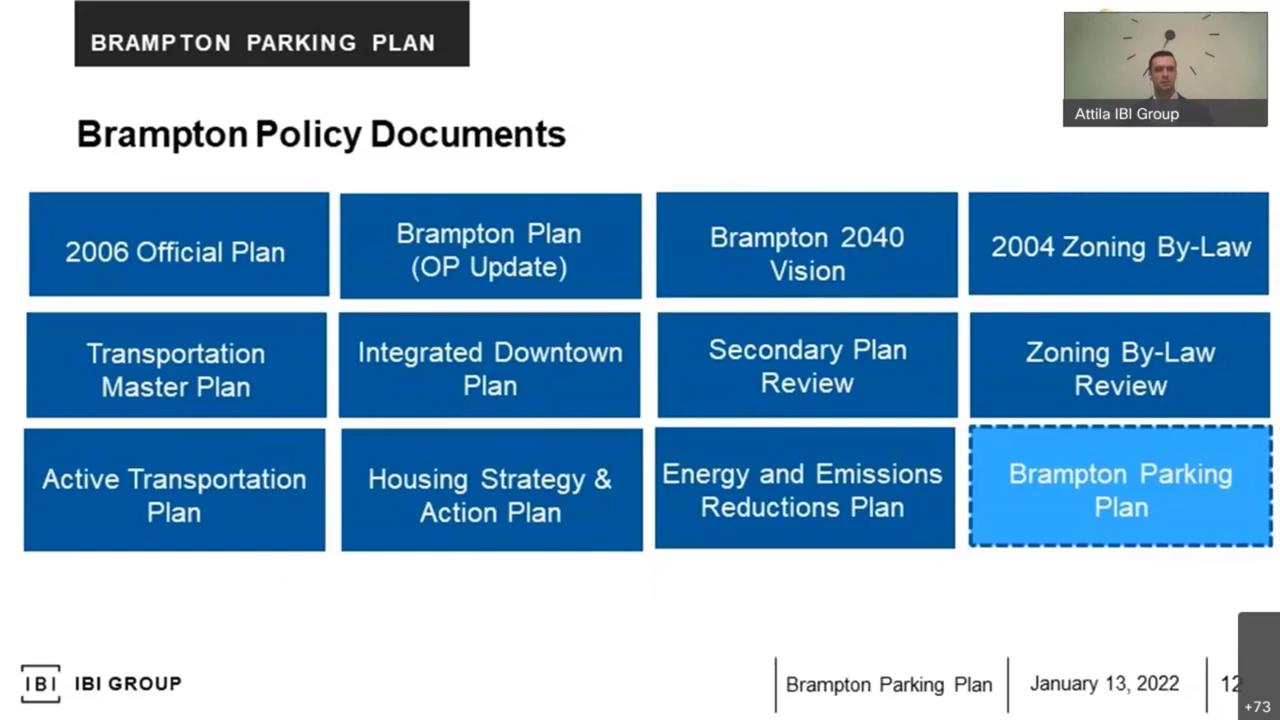 BRAMPTON PARKING PLAN
Attila IBI Group
Brampton Policy Documents
2006 Official Plan
Brampton Plan
(OP Update)
Brampton 2040
Vision
2004 Zoning By-Law
Transportation
Master Plan
Integrated Downtown
Plan
Secondary Plan
Review
Zoning By-Law
Review
Active Transportation
Plan
Housing Strategy &
Action Plan
Energy and Emissions
Reductions Plan
Brampton Parking
Plan
IBI IBI GROUP
Brampton Parking Plan
January 13, 2022
12
+73